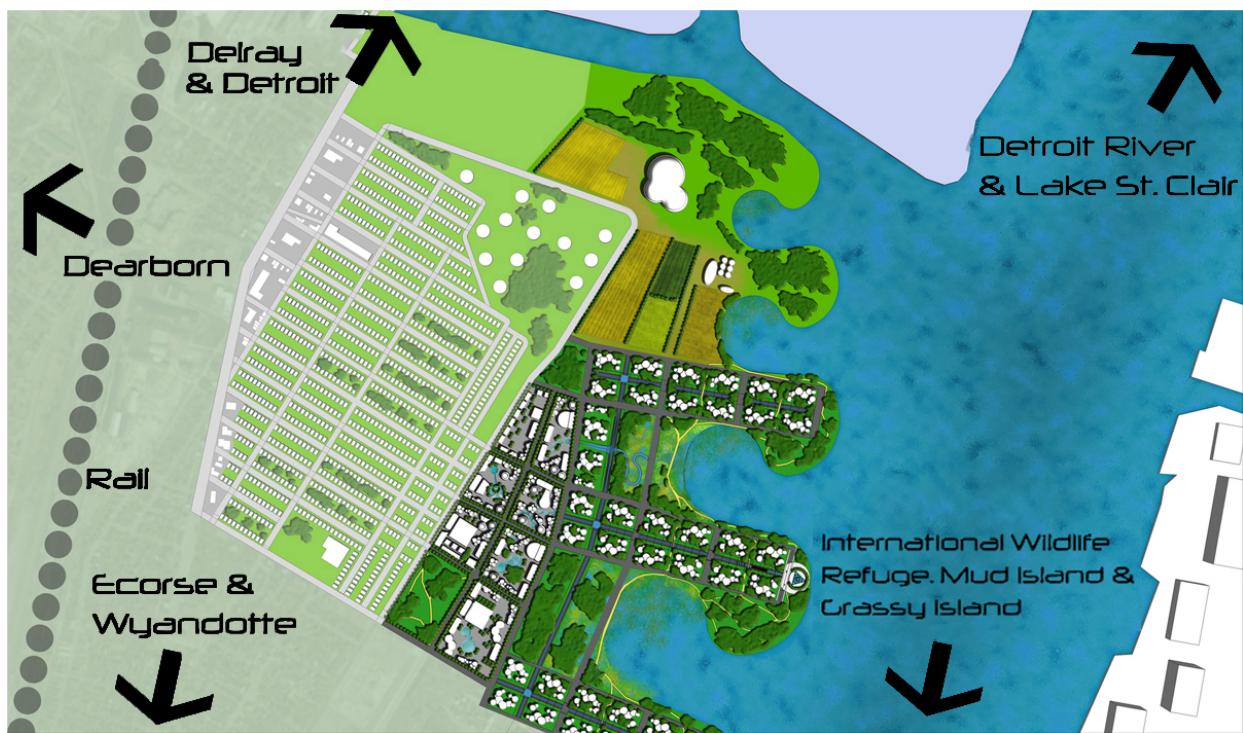 Delray
& Detroit
Detroit River
& Lake St. Clair
Dearborn
Rail
International Wildlife
Refuge. Mud Island &
Grassy Island
Ecorse &
Wyandotte